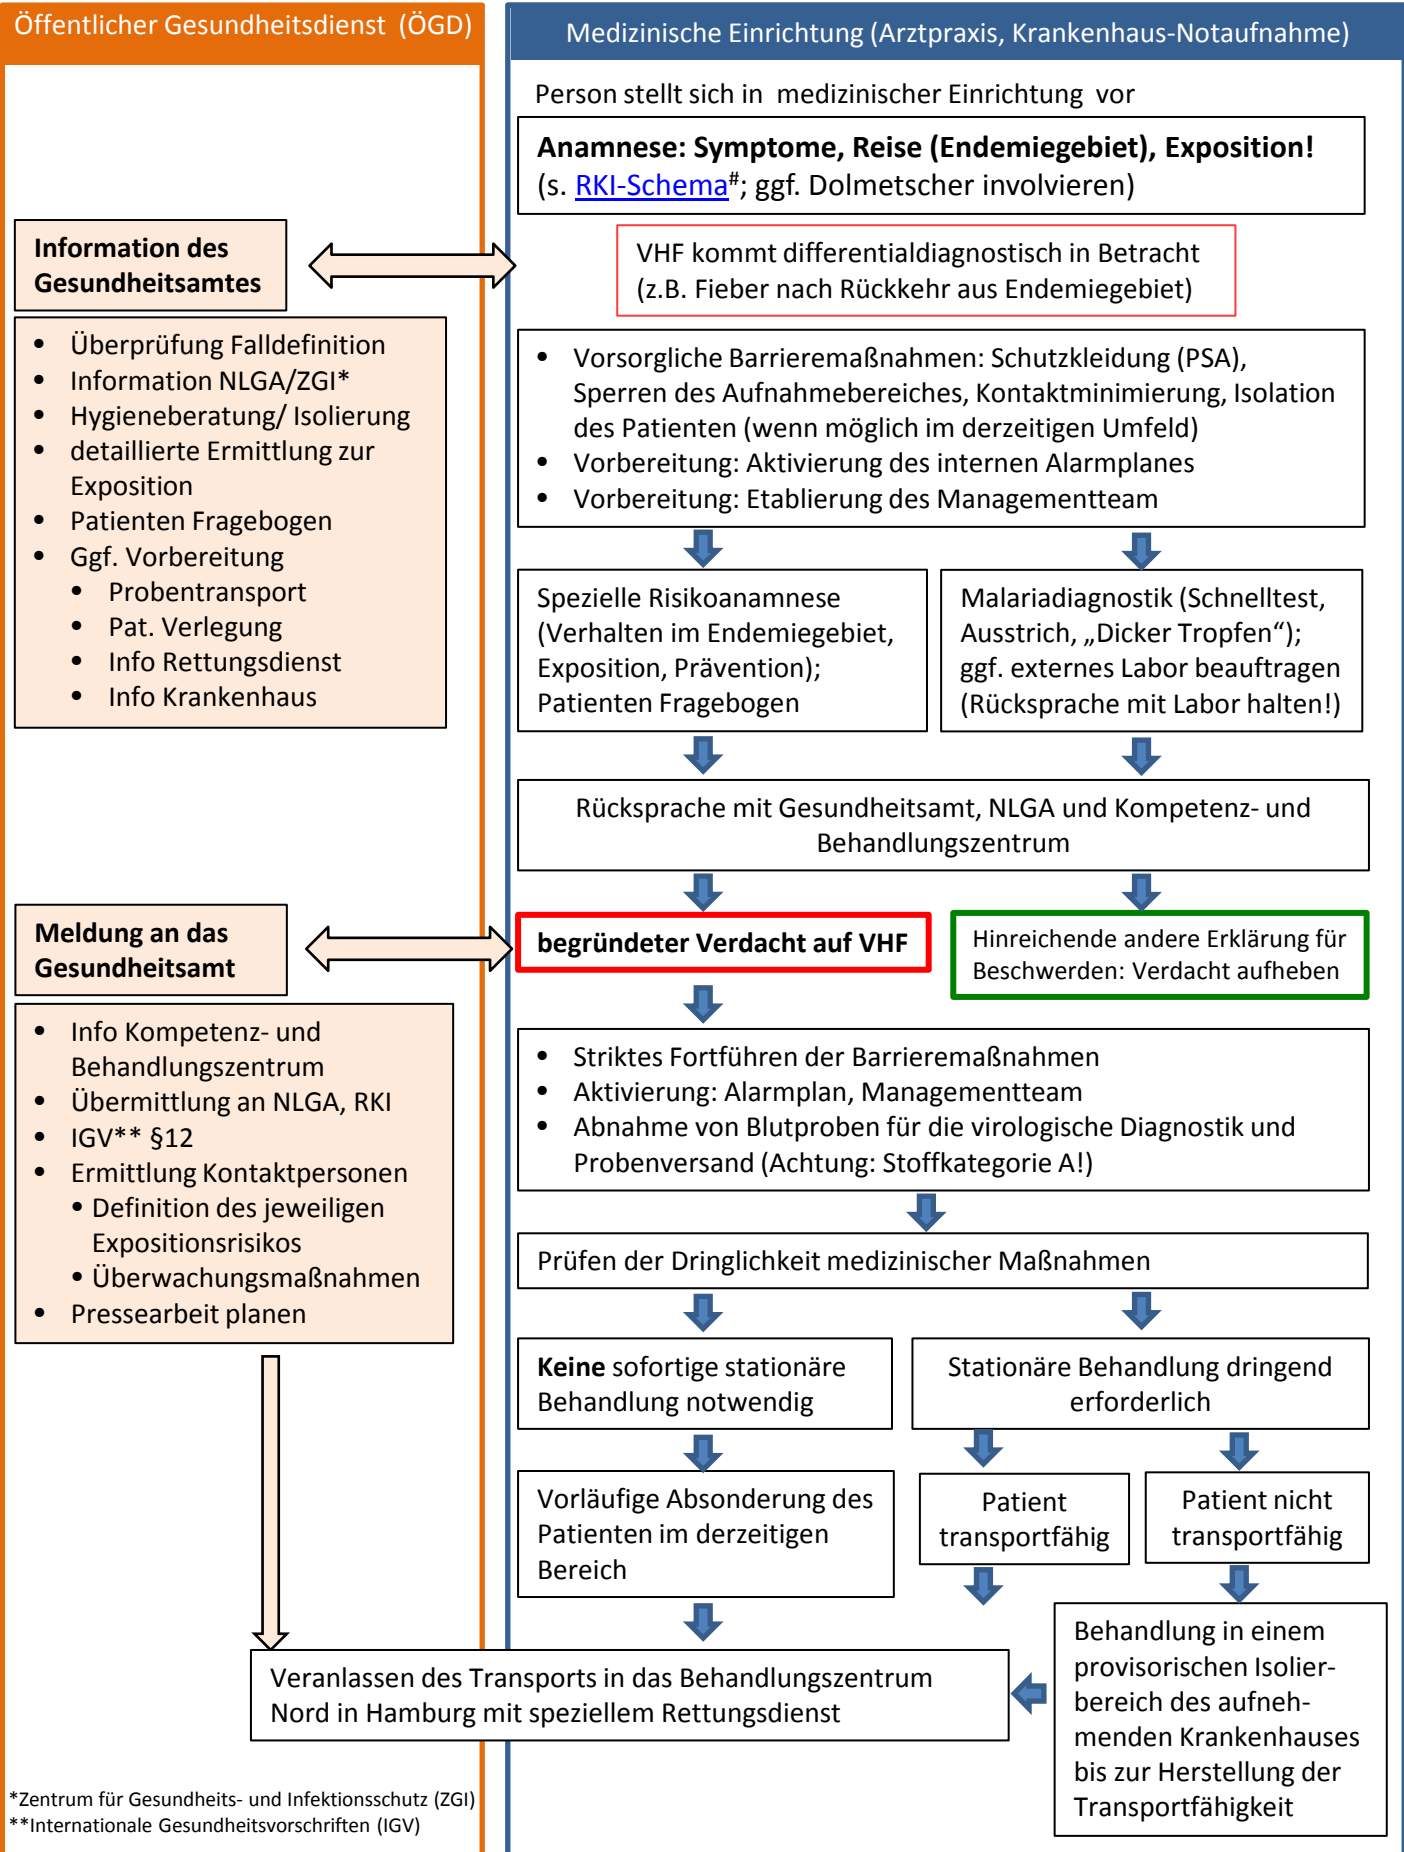 Öffentlicher Gesundheitsdienst (ÖGD)
Medizinische Einrichtung (Arztpraxis, Krankenhaus-Notaufnahme)
Person stellt sich in medizinischer Einrichtung vor
Anamnese: Symptome, Reise (Endemiegebiet), Exposition!
(s. RKI-Schema#; ggf. Dolmetscher involvieren)
Information des
Gesundheitsamtes
VHF kommt differentialdiagnostisch in Betracht
(z.B. Fieber nach Rückkehr aus Endemiegebiet)
• Überprüfung Falldefinition
• Information NLGA/ZGI*
• Hygieneberatung/ Isolierung
• detaillierte Ermittlung zur
Exposition
• Patienten Fragebogen
• Ggf. Vorbereitung
• Probentransport
• Pat. Verlegung
• Info Rettungsdienst
• Info Krankenhaus
• Vorsorgliche Barrieremaßnahmen: Schutzkleidung (PSA),
Sperren des Aufnahmebereiches, Kontaktminimierung, Isolation
des Patienten (wenn möglich im derzeitigen Umfeld)
• Vorbereitung: Aktivierung des internen Alarmplanes
• Vorbereitung: Etablierung des Managementteam
Spezielle Risikoanamnese
(Verhalten im Endemiegebiet,
Exposition, Prävention);
Patienten Fragebogen
Malariadiagnostik (Schnelltest,
Ausstrich, „Dicker Tropfen“);
ggf. externes Labor beauftragen
(Rücksprache mit Labor halten!)
Rücksprache mit Gesundheitsamt, NLGA und Kompetenz- und
Behandlungszentrum
Meldung an das
Gesundheitsamt
begründeter Verdacht auf VHF
Hinreichende andere Erklärung für
Beschwerden: Verdacht aufheben
• Info Kompetenz- und
Behandlungszentrum
• Übermittlung an NLGA, RKI
• IGV** §12
• Ermittlung Kontaktpersonen
• Definition des jeweiligen
Expositionsrisikos
• Überwachungsmaßnahmen
• Pressearbeit planen
• Striktes Fortführen der Barrieremaßnahmen
• Aktivierung: Alarmplan, Managementteam
• Abnahme von Blutproben für die virologische Diagnostik und
Probenversand (Achtung: Stoffkategorie A!)
Prüfen der Dringlichkeit medizinischer Maßnahmen
Keine sofortige stationäre
Behandlung notwendig
Stationäre Behandlung dringend
erforderlich
Vorläufige Absonderung des
Patienten im derzeitigen
Bereich
Patient
transportfähig
Patient nicht
transportfähig
Behandlung in einem
provisorischen Isolier-
bereich des aufneh-
menden Krankenhauses
bis zur Herstellung der
Transportfähigkeit
Veranlassen des Transports in das Behandlungszentrum
Nord in Hamburg mit speziellem Rettungsdienst
*Zentrum für Gesundheits- und Infektionsschutz (ZGI)
**Internationale Gesundheitsvorschriften (IGV)